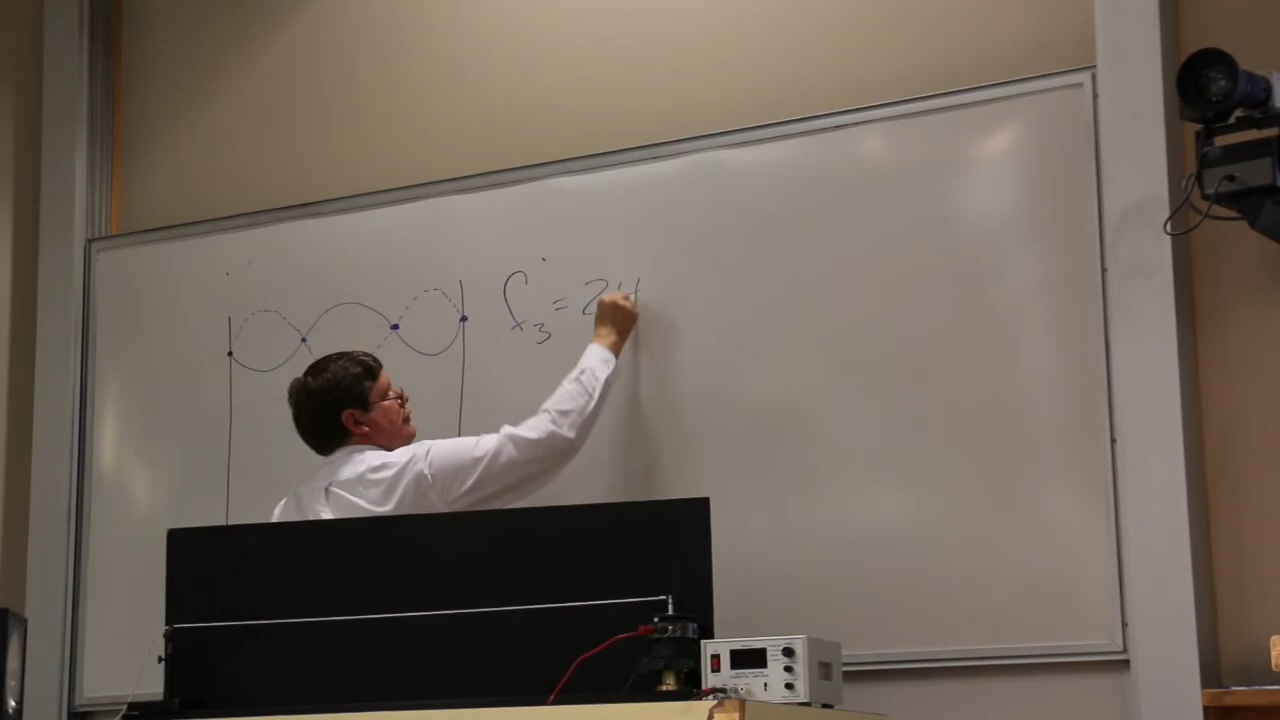 f₃ = 24